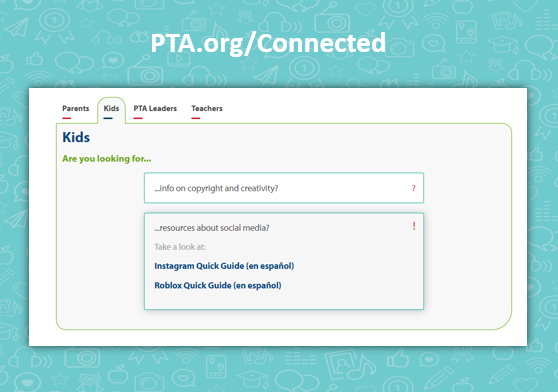 PTA.org/Connected
Parents Kids PTA Leaders Teachers
Kids
Are you looking for...
...info on copyright and creativity? ?
...resources about social media? !
Take a look at:
Instagram Quick Guide (en español)
Roblox Quick Guide (en español)